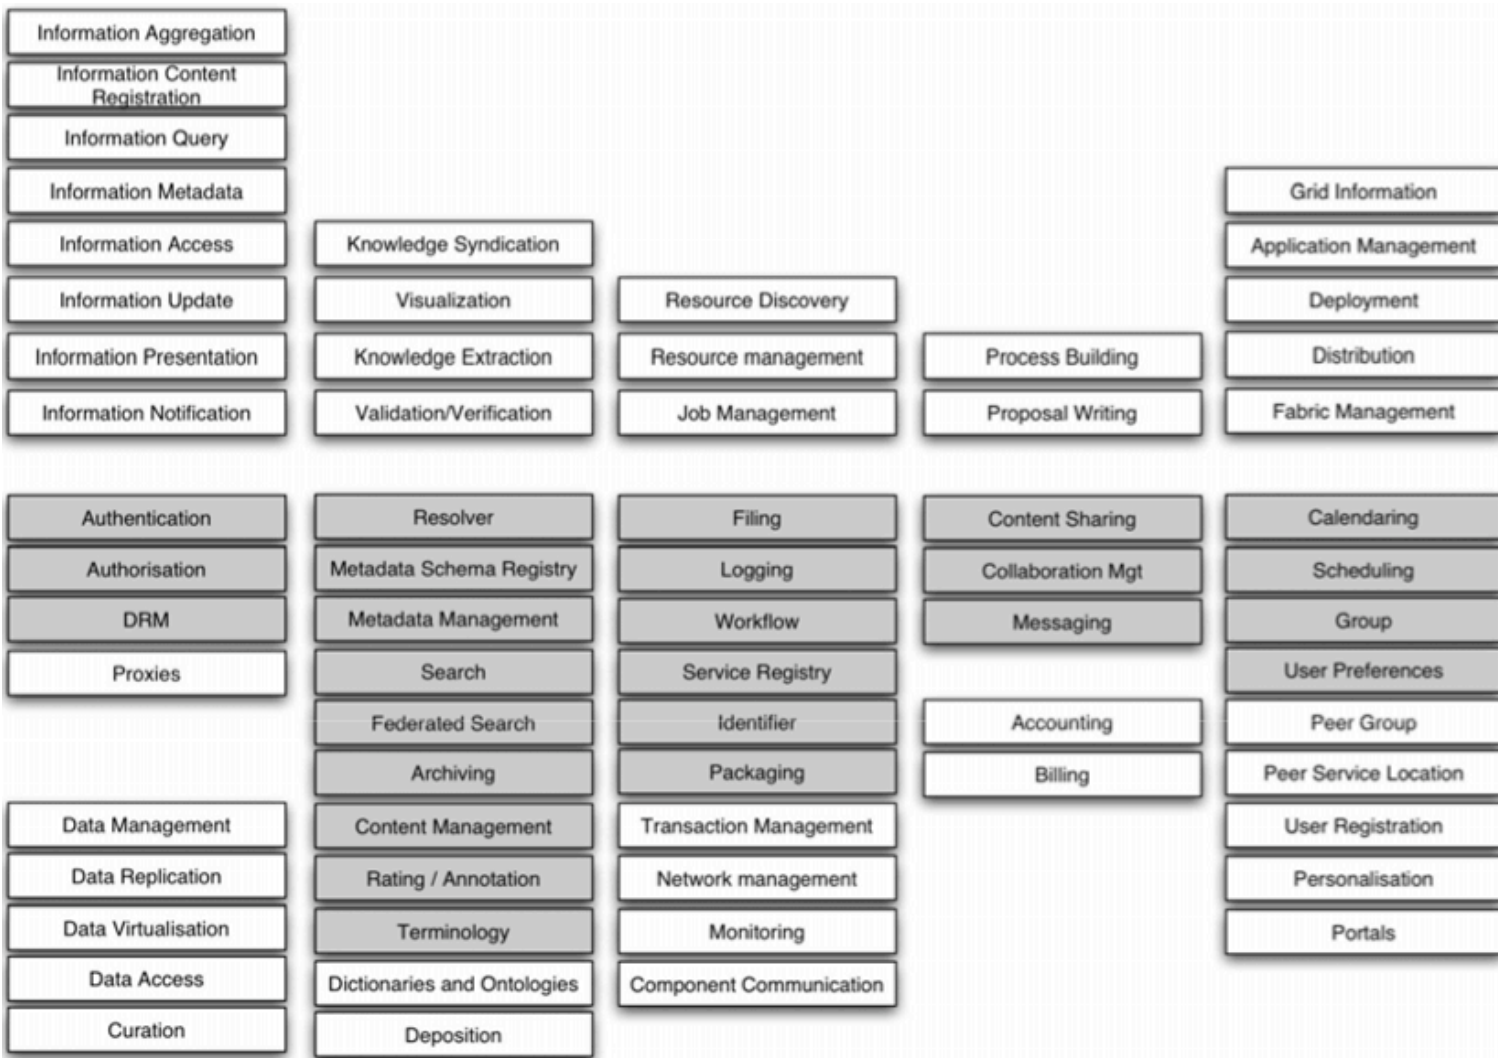 Information Aggregation
Information Content
Registration
Information Query
Information Metadata
Information Access
Information Update
Information Presentation
Information Notification
Knowledge Syndication
Visualization
Knowledge Extraction
Validation/Verification
Resource Discovery
Resource management
Job Management
Process Building
Proposal Writing
Grid Information
Application Management
Deployment
Distribution
Fabric Management
Authentication
Authorisation
DRM
Proxies
Data Management
Data Replication
Data Virtualisation
Data Access
Curation
Resolver
Metadata Schema Registry
Metadata Management
Search
Federated Search
Archiving
Content Management
Rating / Annotation
Terminology
Dictionaries and Ontologies
Deposition
Filing
Logging
Workflow
Service Registry
Identifier
Packaging
Transaction Management
Network management
Monitoring
Component Communication
Content Sharing
Collaboration Mgt
Messaging
Accounting
Billing
Calendaring
Scheduling
Group
User Preferences
Peer Group
Peer Service Location
User Registration
Personalisation
Portals